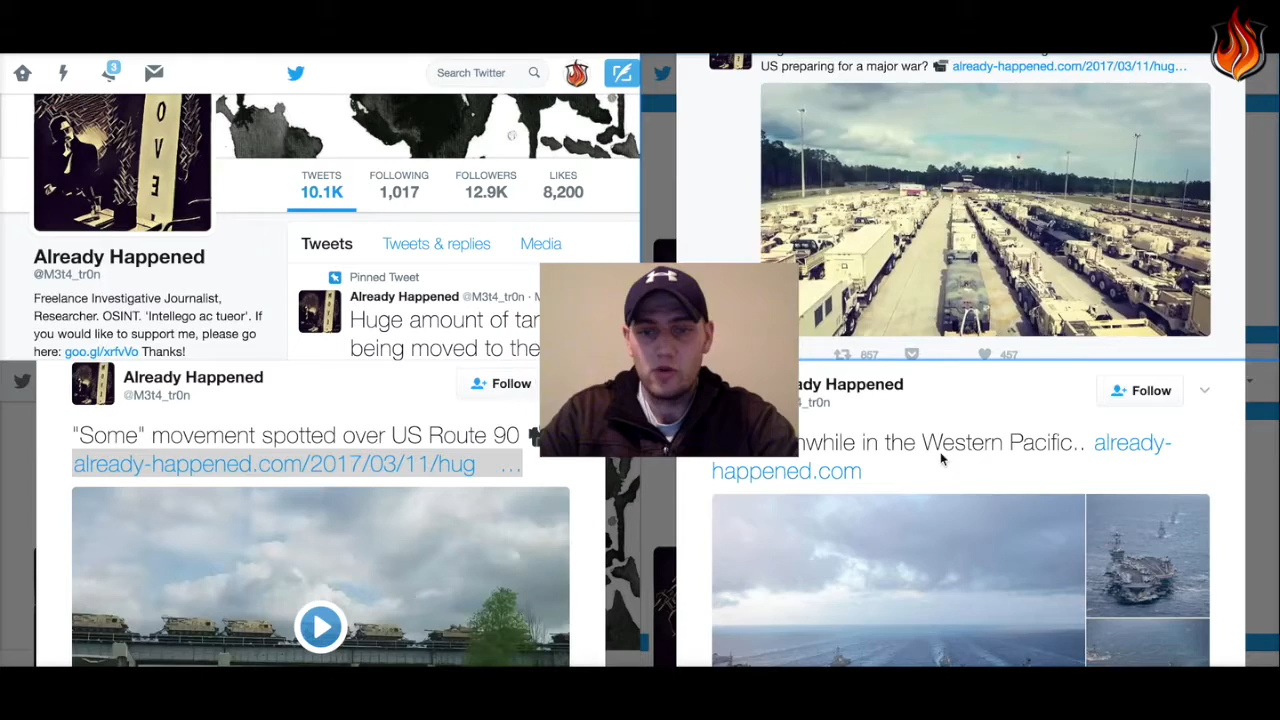 3
Search Twitter
OVE
TWEETS
10.1K
FOLLOWING
1,017
FOLLOWERS
12.9K
LIKES
8,200
Already Happened
@M3t4_tr0n
Freelance Investigative Journalist,
Researcher. OSINT. 'Intellego ac tueor'. If
you would like to support me, please go
here: goo.gl/xrfvVo Thanks!
Tweets
Tweets & replies
Media
Pinned Tweet
Already Happened @M3t4_tr0n ·
Huge amount of
being moved to the
US preparing for a major war? already-happened.com/2017/03/11/hug...
857
457
Already Happened
@M3t4_tr0n
Follow
"Some" movement spotted over US Route 90
already-happened.com/2017/03/11/hug ...
ady Happened
_tr0n
Follow
nwhile in the Western Pacific.. already-
happened.com